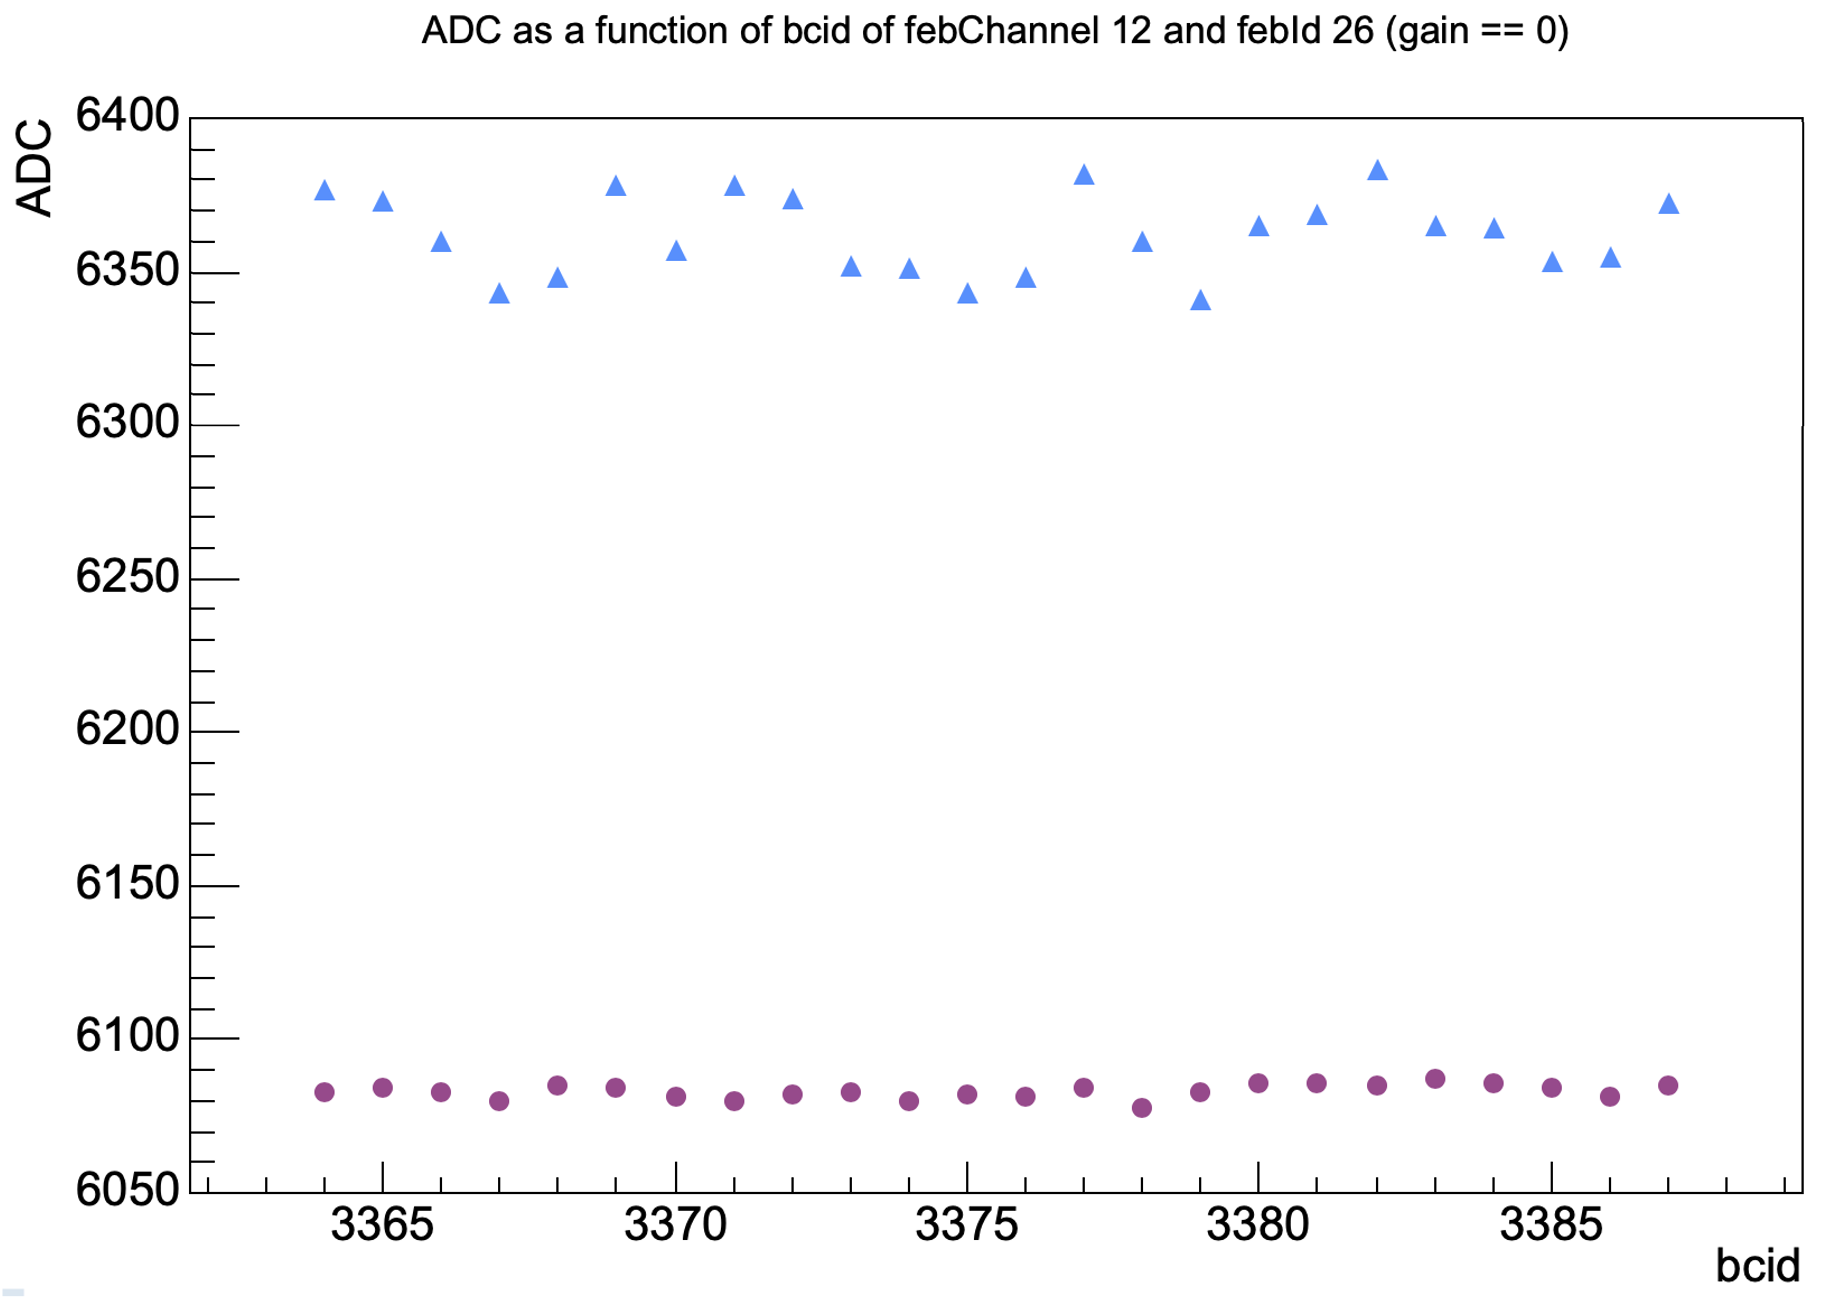 ADC as a function of bcid of febChannel 12 and febId 26 (gain == 0)
ADC
6400
6350
6300
6250
6200
6150
6100
6050
3365 3370 3375 3380 3385
bcid